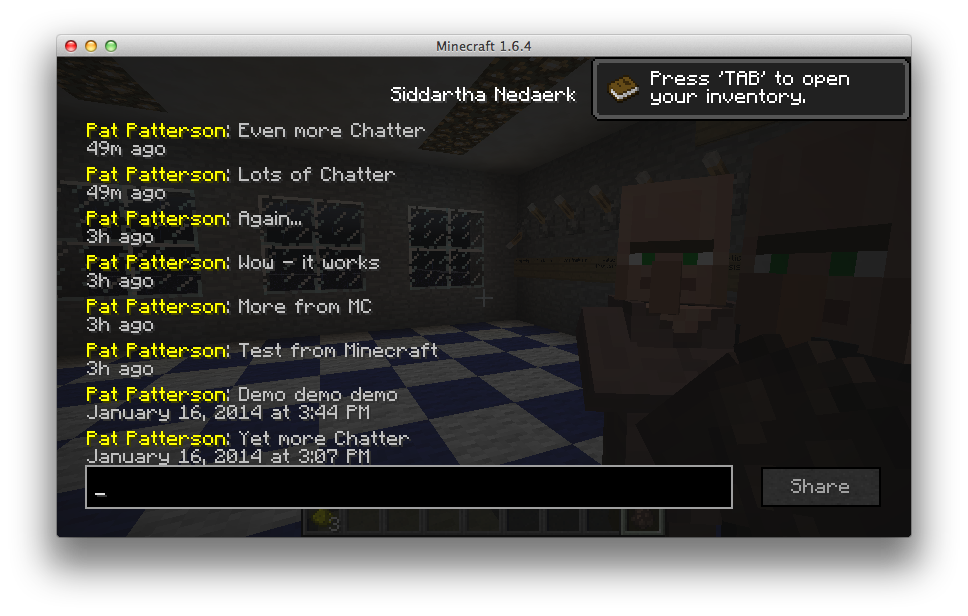 Minecraft 1.6.4
Siddartha Nedaerk
Press 'TAB' to open
your inventory.
Pat Patterson: Even more Chatter
49m ago
Pat Patterson: Lots of Chatter
49m ago
Pat Patterson: Again...
3h ago
Pat Patterson: Wow - it works
3h ago
Pat Patterson: More from MC
3h ago
Pat Patterson: Test from Minecraft
3h ago
Pat Patterson: Demo demo demo
January 16, 2014 at 3:44 PM
Pat Patterson: Yet more Chatter
January 16, 2014 at 3:07 PM
_
Share
3